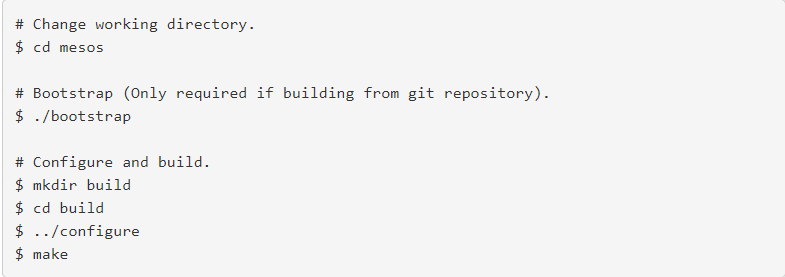 # Change working directory.
$ cd mesos
# Bootstrap (Only required if building from git repository).
$ ./bootstrap
# Configure and build.
$ mkdir build
$ cd build
$ ../configure
$ make